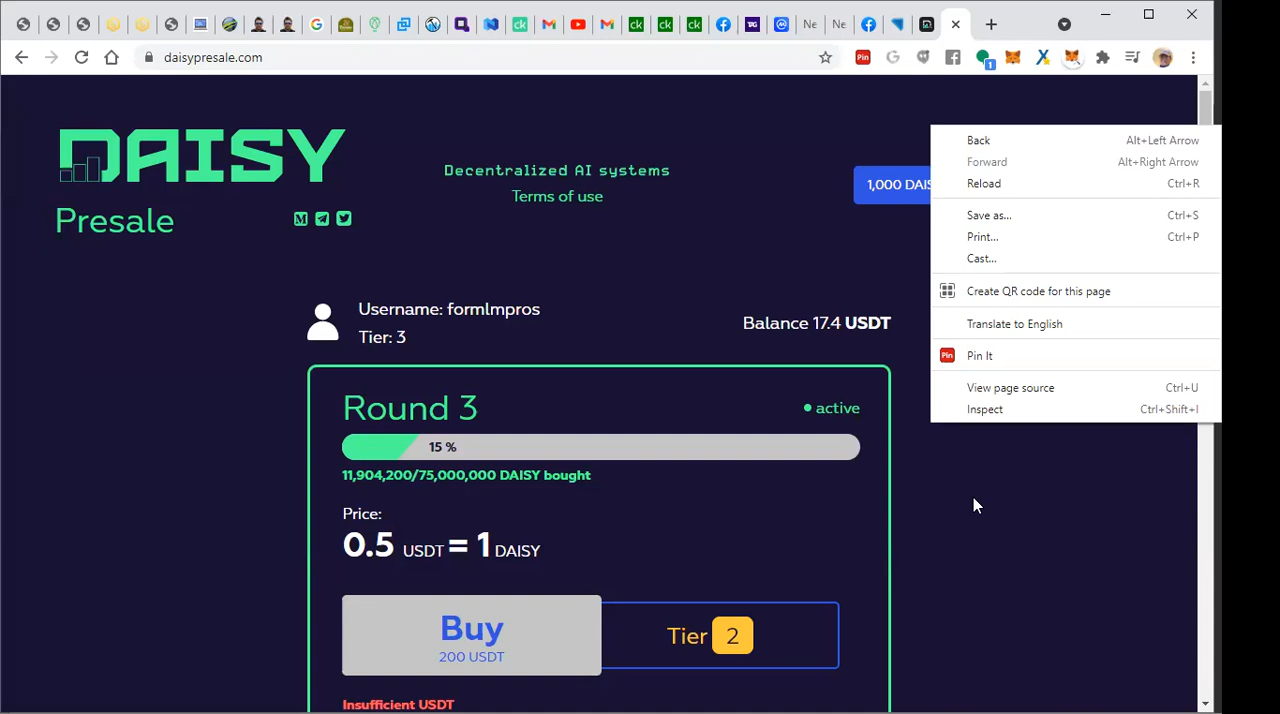 Ne
Ne
daisypresale.com
Pin
1
DAISY
Presale
Decentralized AI systems
Terms of use
1,000 DAIS
Back Alt+Left Arrow
Forward Alt+Right Arrow
Reload Ctrl+R
Save as... Ctrl+S
Print... Ctrl+P
Cast...
Create QR code for this page
Translate to English
Pin It
View page source Ctrl+U
Inspect Ctrl+Shift+I
Username: formlmpros
Tier: 3
Balance 17.4 USDT
Round 3
active
15 %
11,904,200/75,000,000 DAISY bought
Price:
0.5 USDT = 1 DAISY
Buy
200 USDT
Tier 2
Insufficient USDT